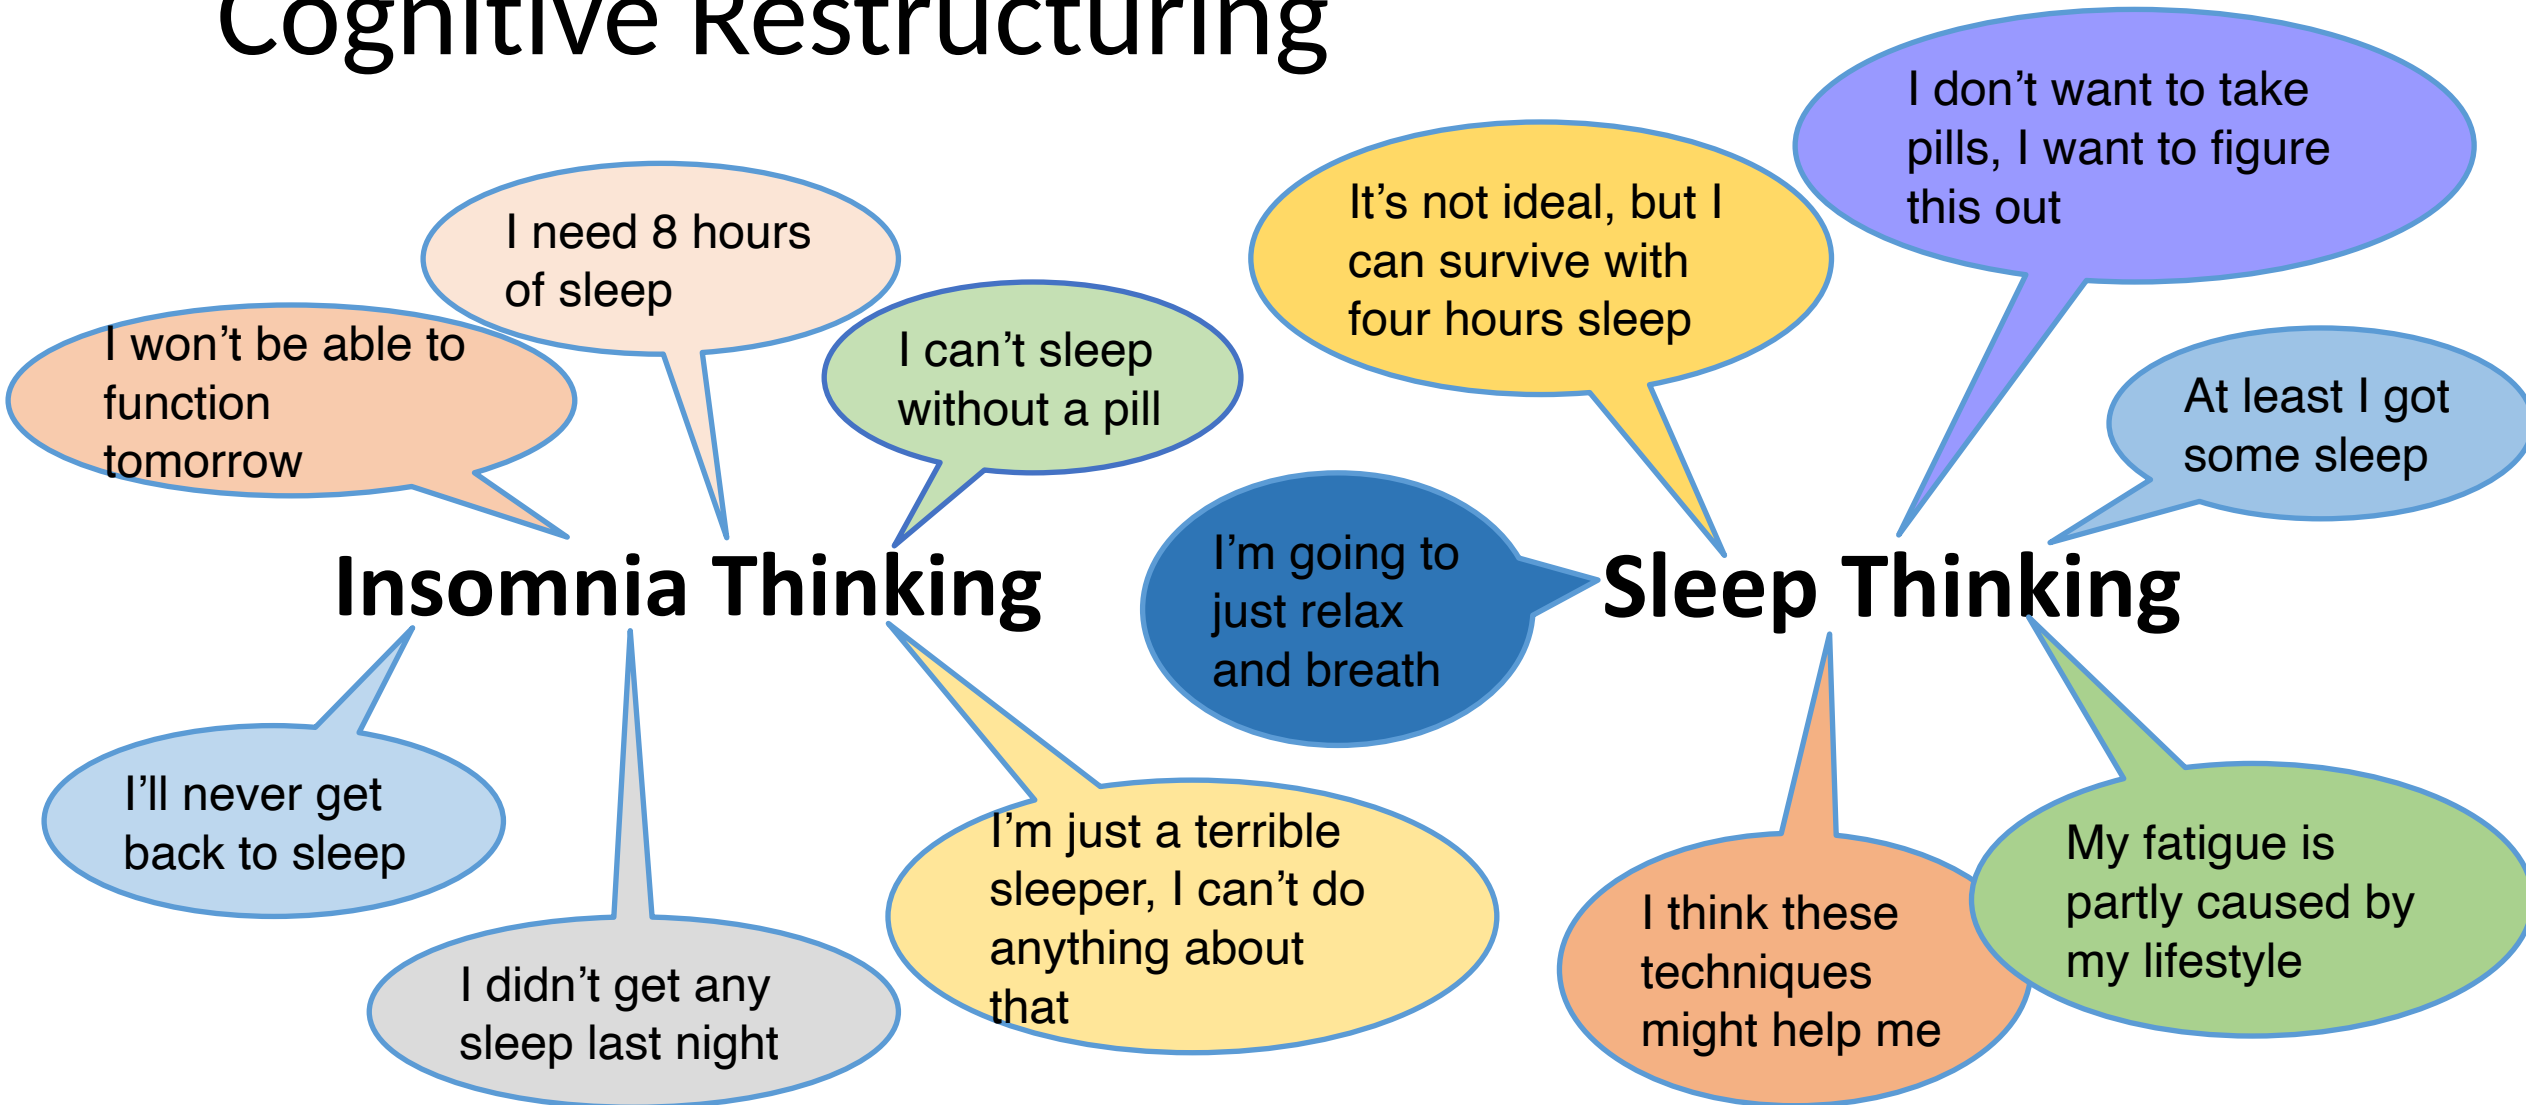 Cognitive Restructuring
I won’t be able to
function
tomorrow
I need 8 hours
of sleep
I can’t sleep
without a pill
Insomnia Thinking
I’ll never get
back to sleep
I didn’t get any
sleep last night
I’m just a terrible
sleeper, I can’t do
anything about
that
It’s not ideal, but I
can survive with
four hours sleep
I don’t want to take
pills, I want to figure
this out
At least I got
some sleep
I’m going to
just relax
and breath
Sleep Thinking
I think these
techniques
might help me
My fatigue is
partly caused by
my lifestyle